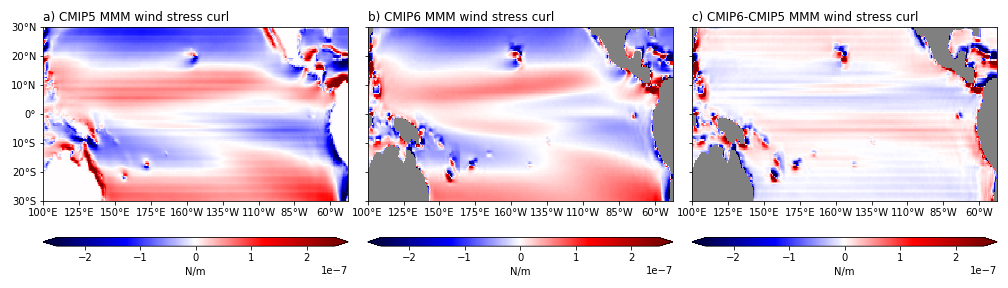 a) CMIP5 MMM wind stress curl
b) CMIP6 MMM wind stress curl
c) CMIP6-CMIP5 MMM wind stress curl
30°N
20°N
10°N
0°
10°S
20°S
30°S
100°E 125°W 150°W 175°W 160°W 135°W 110°W 85°W 60°W
100°E 125°W 150°W 175°W 160°W 135°W 110°W 85°W 60°W
100°E 125°W 150°W 175°W 160°W 135°W 110°W 85°W 60°W
−2 −1 0 1 2
N/m
1e−7
−2 −1 0 1 2
N/m
1e−7
−2 −1 0 1 2
N/m
1e−7